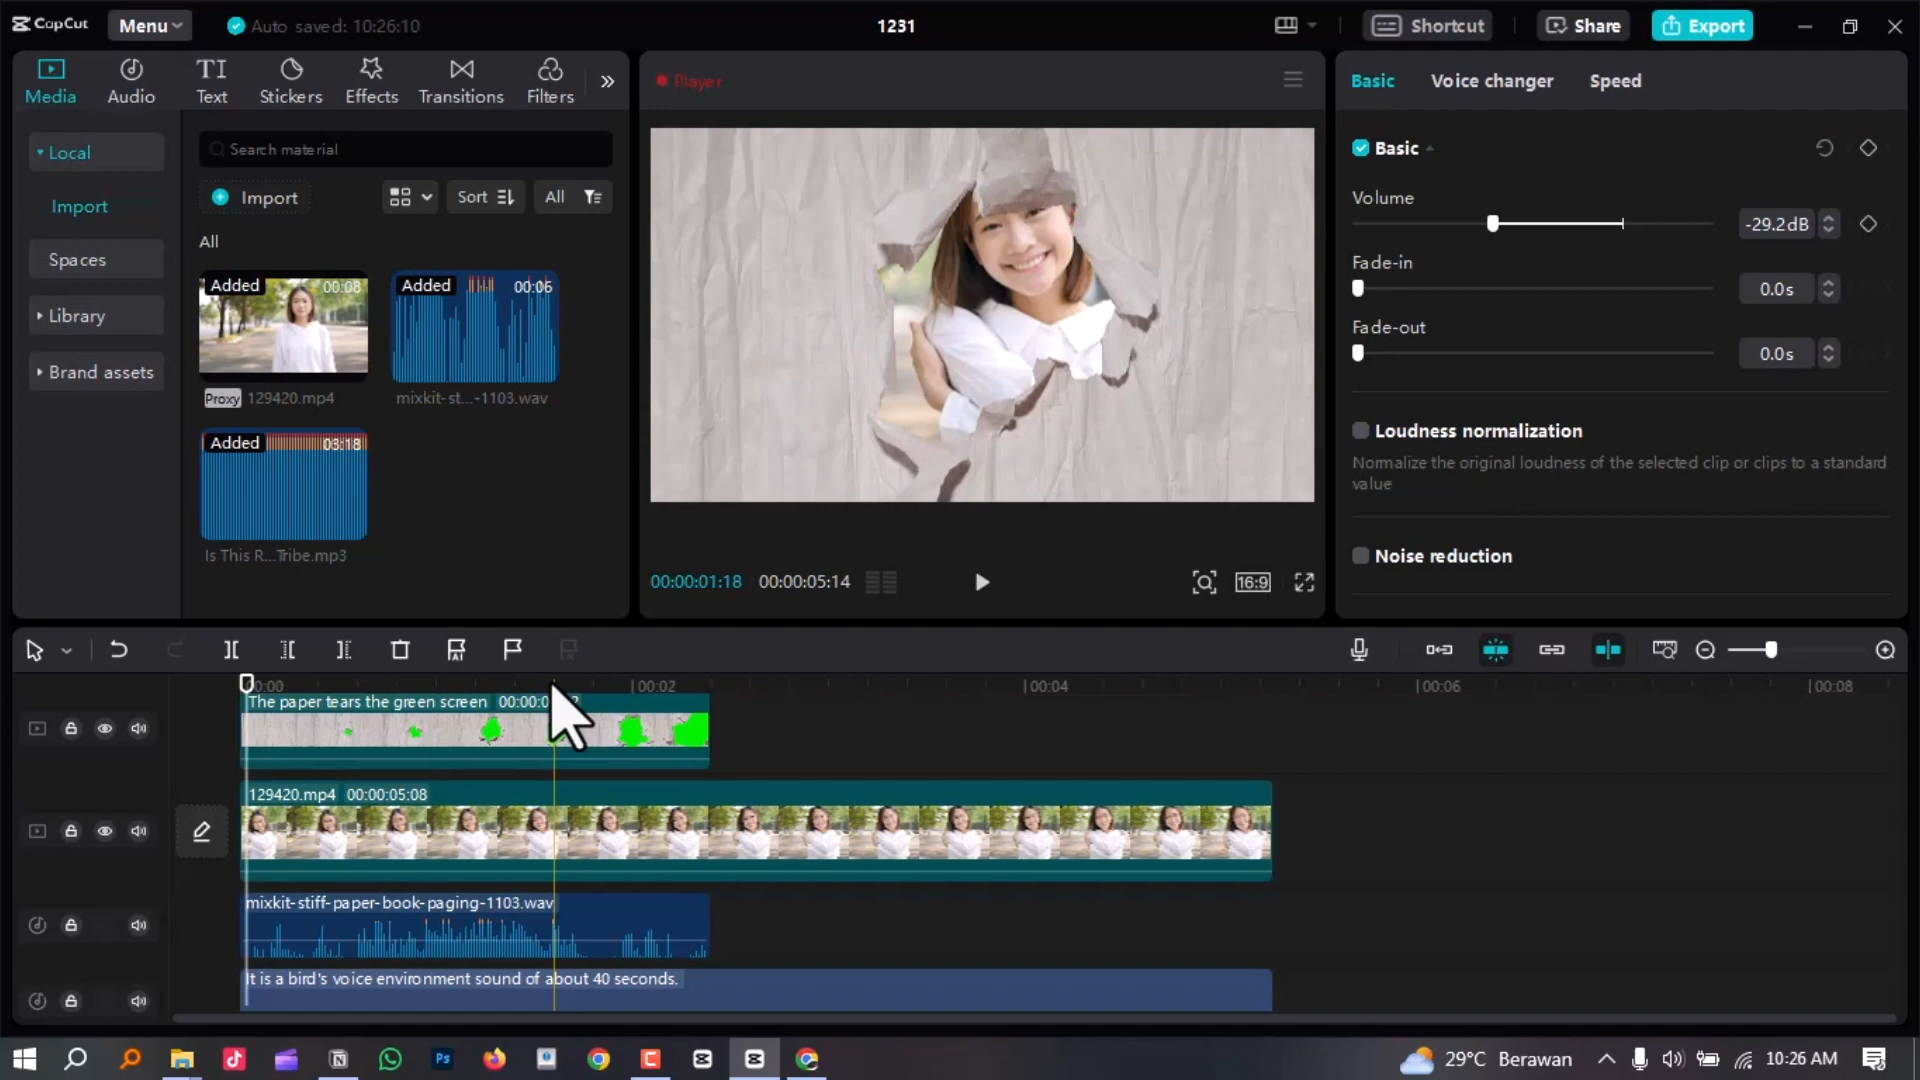 CapCut
Menu
Auto saved: 10:26:10
1231
Shortcut
Share
Export
Media
Audio
TI
Text
Stickers
Effects
Transitions
Filters
Player
Basic
Voice changer
Speed
Local
Import
Spaces
Library
Brand assets
Search material
Import
Sort
All
All
Added
00:08
Added
00:06
Proxy
129420.mp4
mixkit-st...-1103.wav
Added
03:18
Is This R...Tribe.mp3
00:00:01:18
00:00:05:14
16:9
Basic
Volume
-29.2dB
Fade-in
0.0s
Fade-out
0.0s
Loudness normalization
Normalize the original loudness of the selected clip or clips to a standard
value
Noise reduction
00:02
00:04
00:06
00:08
The paper tears the green screen
129420.mp4 00:00:05:08
mixkit-stiff-paper-book-paging-1103.wav
It is a bird's voice environment sound of about 40 seconds.
Ps
29°C Berawan
10:26 AM